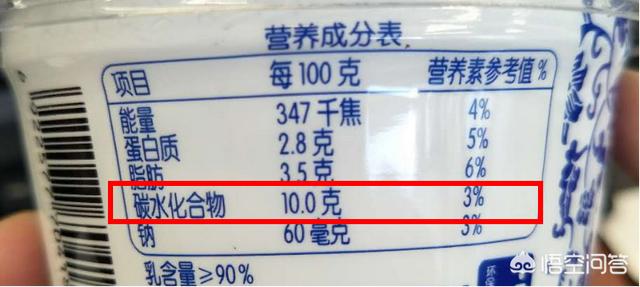 营养成分表
项目 每100克 营养素参考值%
能量 347千焦 4%
蛋白质 2.8克 5%
脂肪 3.5克 6%
碳水化合物 10.0克 3%
钠 60毫克 3%
乳含量≥90%
环保
悟空问答